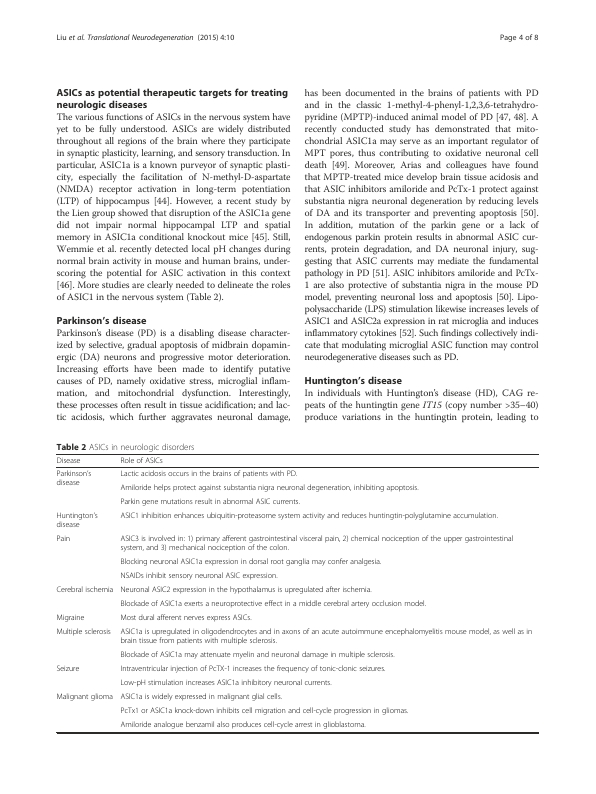 Liu et al. Translational Neurodegeneration (2015) 4:10
Page 4 of 8
ASICs as potential therapeutic targets for treating
neurologic diseases
The various functions of ASICs in the nervous system have
yet to be fully understood. ASICs are widely distributed
throughout all regions of the brain where they participate
in synaptic plasticity, learning, and sensory transduction. In
particular, ASIC1a is a known purveyor of synaptic plasti-
city, especially the facilitation of N-methyl-D-aspartate
(NMDA) receptor activation in long-term potentiation
(LTP) of hippocampus [44]. However, a recent study by
the Lien group showed that disruption of the ASIC1a gene
did not impair normal hippocampal LTP and spatial
memory in ASIC1a conditional knockout mice [45]. Still,
Wemmie et al. recently detected local pH changes during
normal brain activity in mouse and human brains, under-
scoring the potential for ASIC activation in this context
[46]. More studies are clearly needed to delineate the roles
of ASIC1 in the nervous system (Table 2).
Parkinson's disease
Parkinson's disease (PD) is a disabling disease character-
ized by selective, gradual apoptosis of midbrain dopamin-
ergic (DA) neurons and progressive motor deterioration.
Increasing efforts have been made to identify putative
causes of PD, namely oxidative stress, microglial inflam-
mation, and mitochondrial dysfunction. Interestingly,
these processes often result in tissue acidification; and lac-
tic acidosis, which further aggravates neuronal damage,
has been documented in the brains of patients with PD
and in the classic 1-methyl-4-phenyl-1,2,3,6-tetrahydro-
pyridine (MPTP)-induced animal model of PD [47, 48]. A
recently conducted study has demonstrated that mito-
chondrial ASIC1a may serve as an important regulator of
MPT pores, thus contributing to oxidative neuronal cell
death [49]. Moreover, Arias and colleagues have found
that MPTP-treated mice develop brain tissue acidosis and
that ASIC inhibitors amiloride and PcTx-1 protect against
substantia nigra neuronal degeneration by reducing levels
of DA and its transporter and preventing apoptosis [50].
In addition, mutation of the parkin gene or a lack of
endogenous parkin protein results in abnormal ASIC cur-
rents, protein degradation, and DA neuronal injury, sug-
gesting that ASIC currents may mediate the fundamental
pathology in PD [51]. ASIC inhibitors amiloride and PcTx-
1 are also protective of substantia nigra in the mouse PD
model, preventing neuronal loss and apoptosis [50]. Lipo-
polysaccharide (LPS) stimulation likewise increases levels of
ASIC1 and ASIC2a expression in rat microglia and induces
inflammatory cytokines [52]. Such findings collectively indi-
cate that modulating microglial ASIC function may control
neurodegenerative diseases such as PD.
Huntington's disease
In individuals with Huntington's disease (HD), CAG re-
peats of the huntingtin gene IT15 (copy number >35–40)
produce variations in the huntingtin protein, leading to
Table 2 ASICs in neurologic disorders
Disease Role of ASICs
Parkinson's
disease
Lactic acidosis occurs in the brains of patients with PD.
Amiloride helps protect against substantia nigra neuronal degeneration, inhibiting apoptosis.
Parkin gene mutations result in abnormal ASIC currents.
Huntington's
disease
ASIC1 inhibition enhances ubiquitin-proteasome system activity and reduces huntingtin-polyglutamine accumulation.
Pain ASIC3 is involved in: 1) primary afferent gastrointestinal visceral pain, 2) chemical nociception of the upper gastrointestinal
system, and 3) mechanical nociception of the colon.
Blocking neuronal ASIC1a expression in donal root ganglia may confer analgesia.
NSAIDs inhibit sensory neuronal ASIC expression.
Cerebral ischemia Neuronal ASIC2 expression in the hypothalamus is upregulated after ischemia.
Blockade of ASIC1a exerts a neuroprotective effect in a middle cerebral artery occlusion model.
Migraine Most dural afferent nerves express ASICs.
Multiple sclerosis ASIC1a is upregulated in oligodendrocytes and in axons of an acute autoimmune encephalomyelitis mouse model, as well as in
brain tissue from patients with multiple sclerosis.
Blockade of ASIC1a may attenuate myelin and neuronal damage in multiple sclerosis.
Seizure Intraventricular injection of PcTX-1 increases the frequency of tonic-clonic seizures.
Low-pH stimulation increases ASIC1a inhibitory neuronal currents.
Malignant glioma ASIC1a is widely expressed in malignant glial cells.
PcTx1 or ASIC1a knock-down inhibits cell migration and cell-cycle progression in gliomas.
Amiloride analogue benzamil also produces cell-cycle arrest in glioblastoma.